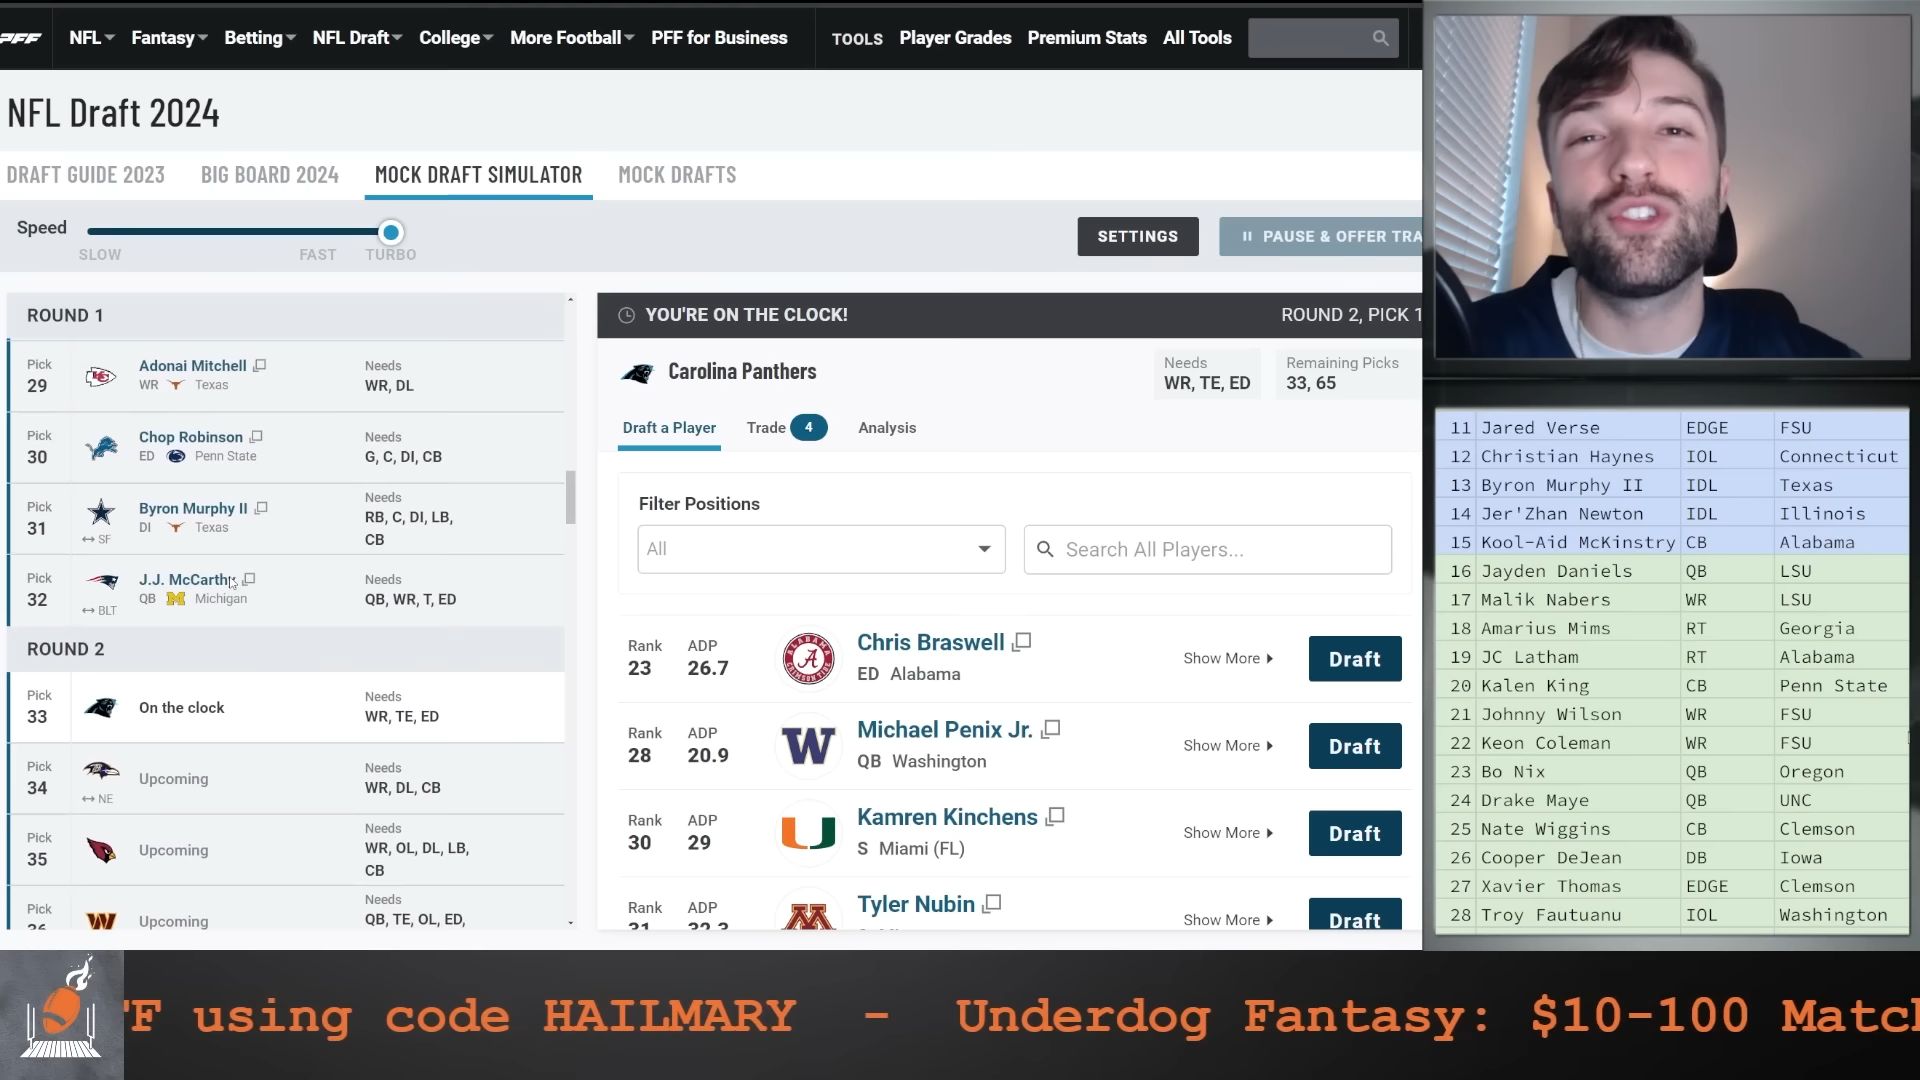 PFF NFL Fantasy Betting NFL Draft College More Football PFF for Business TOOLS Player Grades Premium Stats All Tools
NFL Draft 2024
DRAFT GUIDE 2023 BIG BOARD 2024 MOCK DRAFT SIMULATOR MOCK DRAFTS
Speed
SLOW FAST TURBO
SETTINGS
PAUSE & OFFER TRA
ROUND 1
Pick 29 Adonai Mitchell Needs
WR Texas WR, DL
Pick 30 Chop Robinson Needs
ED Penn State G, C, DI, CB
Pick 31 Byron Murphy II Needs
DI Texas RB, C, DI, LB,
SF CB
Pick 32 J.J. McCarthy Needs
QB Michigan QB, WR, T, ED
BLT
ROUND 2
Pick 33 On the clock Needs
WR, TE, ED
Pick 34 Upcoming Needs
NE WR, DL, CB
Pick 35 Upcoming Needs
WR, OL, DL, LB,
CB
Pick 36 Upcoming Needs
QB, TE, OL, ED,
YOU'RE ON THE CLOCK! ROUND 2, PICK 1
Carolina Panthers
Needs
WR, TE, ED
Remaining Picks
33, 65
Draft a Player Trade 4 Analysis
Filter Positions
All
Search All Players...
Rank 23 ADP 26.7 Chris Braswell Show More Draft
ED Alabama
Rank 28 ADP 20.9 Michael Penix Jr. Show More Draft
QB Washington
Rank 30 ADP 29 Kamren Kinchens Show More Draft
S Miami (FL)
Rank 31 ADP 32.3 Tyler Nubin Show More Draft
11 Jared Verse EDGE FSU
12 Christian Haynes IOL Connecticut
13 Byron Murphy II IDL Texas
14 Jer'Zhan Newton IDL Illinois
15 Kool-Aid McKinstry CB Alabama
16 Jayden Daniels QB LSU
17 Malik Nabers WR LSU
18 Amarius Mims RT Georgia
19 JC Latham RT Alabama
20 Kalen King CB Penn State
21 Johnny Wilson WR FSU
22 Keon Coleman WR FSU
23 Bo Nix QB Oregon
24 Drake Maye QB UNC
25 Nate Wiggins CB Clemson
26 Cooper DeJean DB Iowa
27 Xavier Thomas EDGE Clemson
28 Troy Fautuanu IOL Washington
FF using code HAILMARY - Underdog Fantasy: $10-100 Match